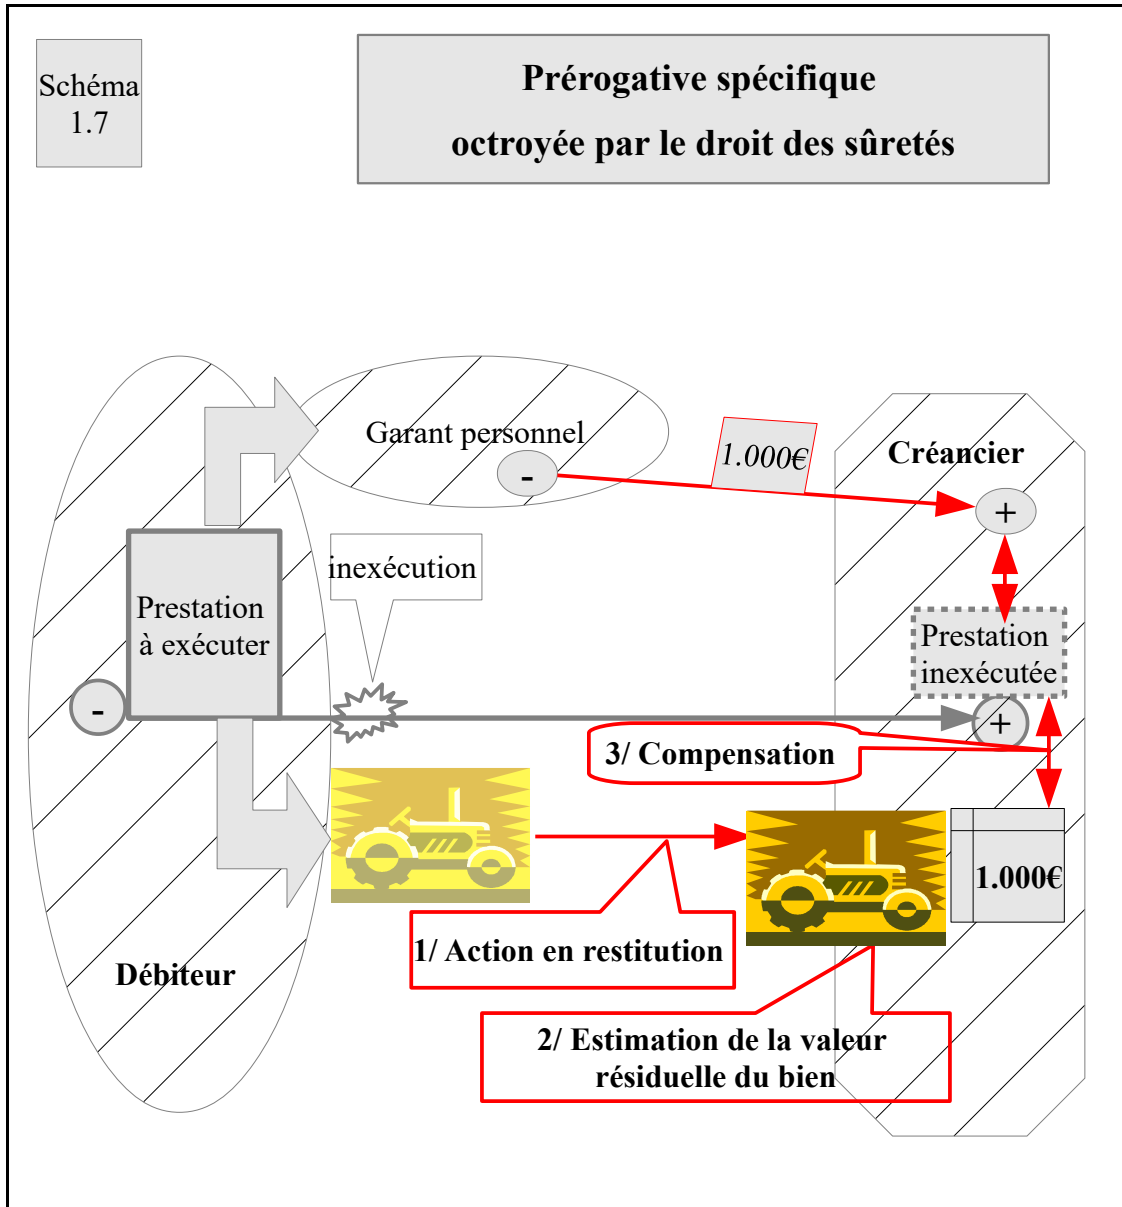 Schéma
1.7
Prérogative spécifique
octroyée par le droit des sûretés
Garant personnel
-
1.000€
Créancier
+
inexécution
Prestation
à exécuter
Prestation
inexécutée
-
+
3/ Compensation
1.000€
1/ Action en restitution
Débiteur
2/ Estimation de la valeur
résiduelle du bien